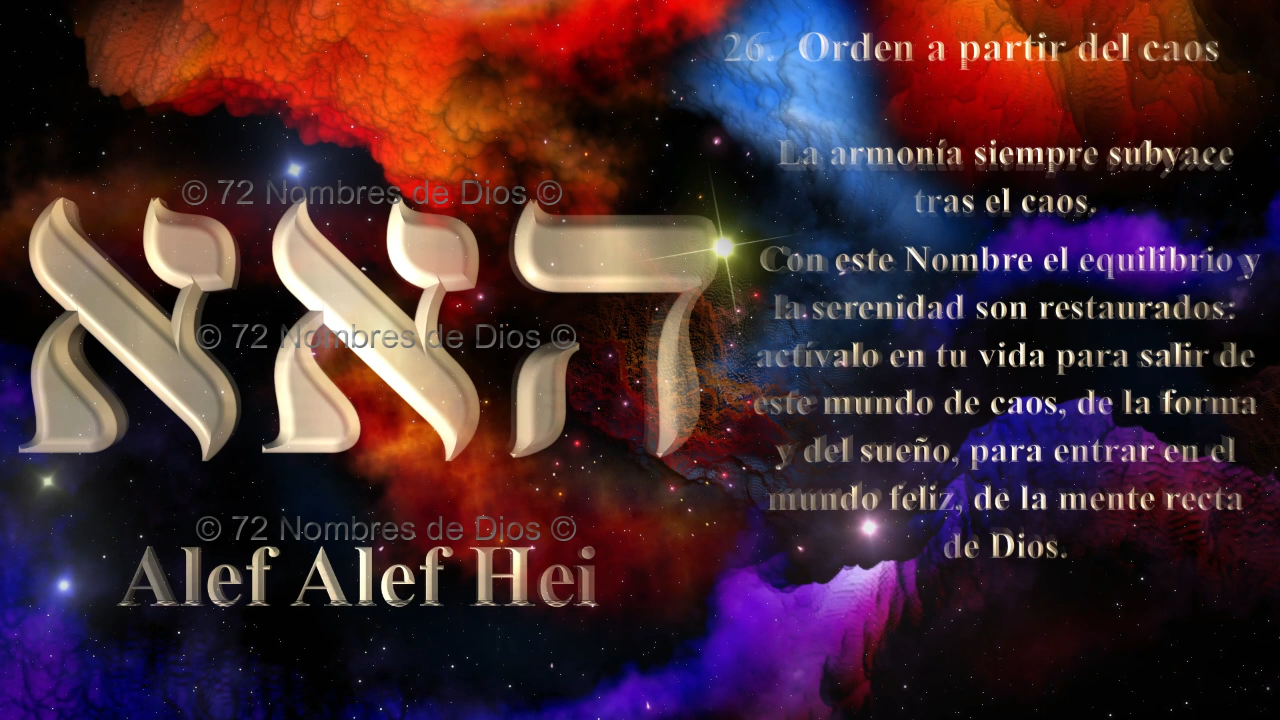 האא
© 72 Nombres de Dios ©
© 72 Nombres de Dios ©
© 72 Nombres de Dios ©
Alef Alef Hei
26. Orden a partir del caos
La armonía siempre subyace
tras el caos.
Con este Nombre el equilibrio y
la serenidad son restaurados:
actívalo en tu vida para salir de
este mundo de caos, de la forma
y del sueño, para entrar en el
mundo feliz, de la mente recta
de Dios.